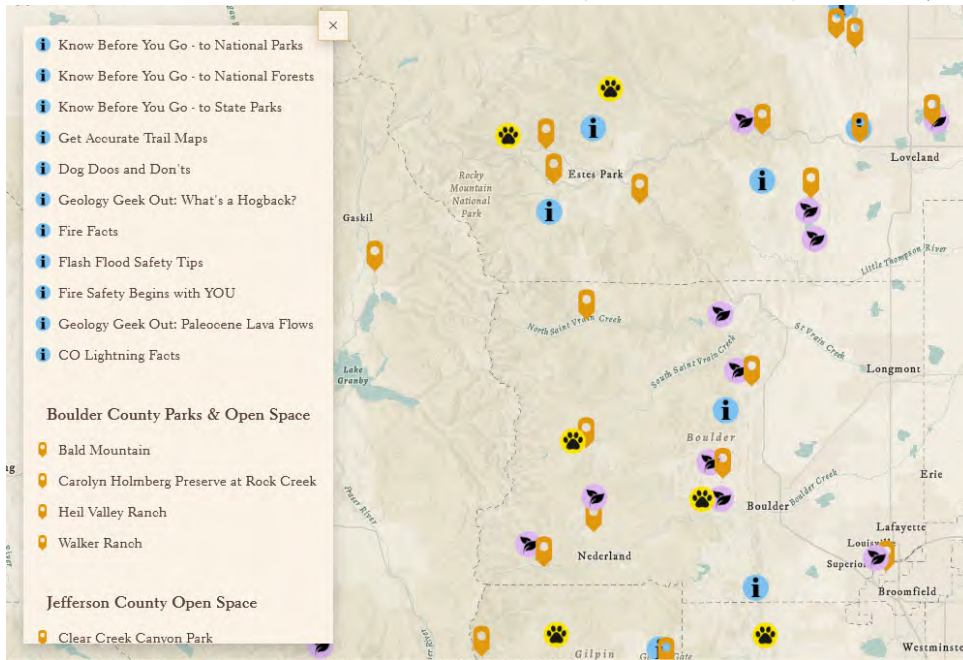 ×
Know Before You Go - to National Parks
Know Before You Go - to National Forests
Know Before You Go - to State Parks
Get Accurate Trail Maps
Dog Doos and Don'ts
Geology Geek Out: What's a Hogback?
Fire Facts
Flash Flood Safety Tips
Fire Safety Begins with YOU
Geology Geek Out: Paleocene Lava Flows
CO Lightning Facts
Boulder County Parks & Open Space
Bald Mountain
Carolyn Holmberg Preserve at Rock Creek
Heil Valley Ranch
Walker Ranch
Jefferson County Open Space
Clear Creek Canyon Park
Loveland
Rocky
Mountain
National
Park
Estes Park
Gaskil
Little Thompson River
North Saint Vrain Creek
St Vrain Creek
South Saint Vrain Creek
Lake
Granby
Longmont
Boulder
Erie
Fraser River
Boulder
Boulder Creek
Lafayette
Nederland
Superior
Broomfield
Gilpin
Gate
Westminste